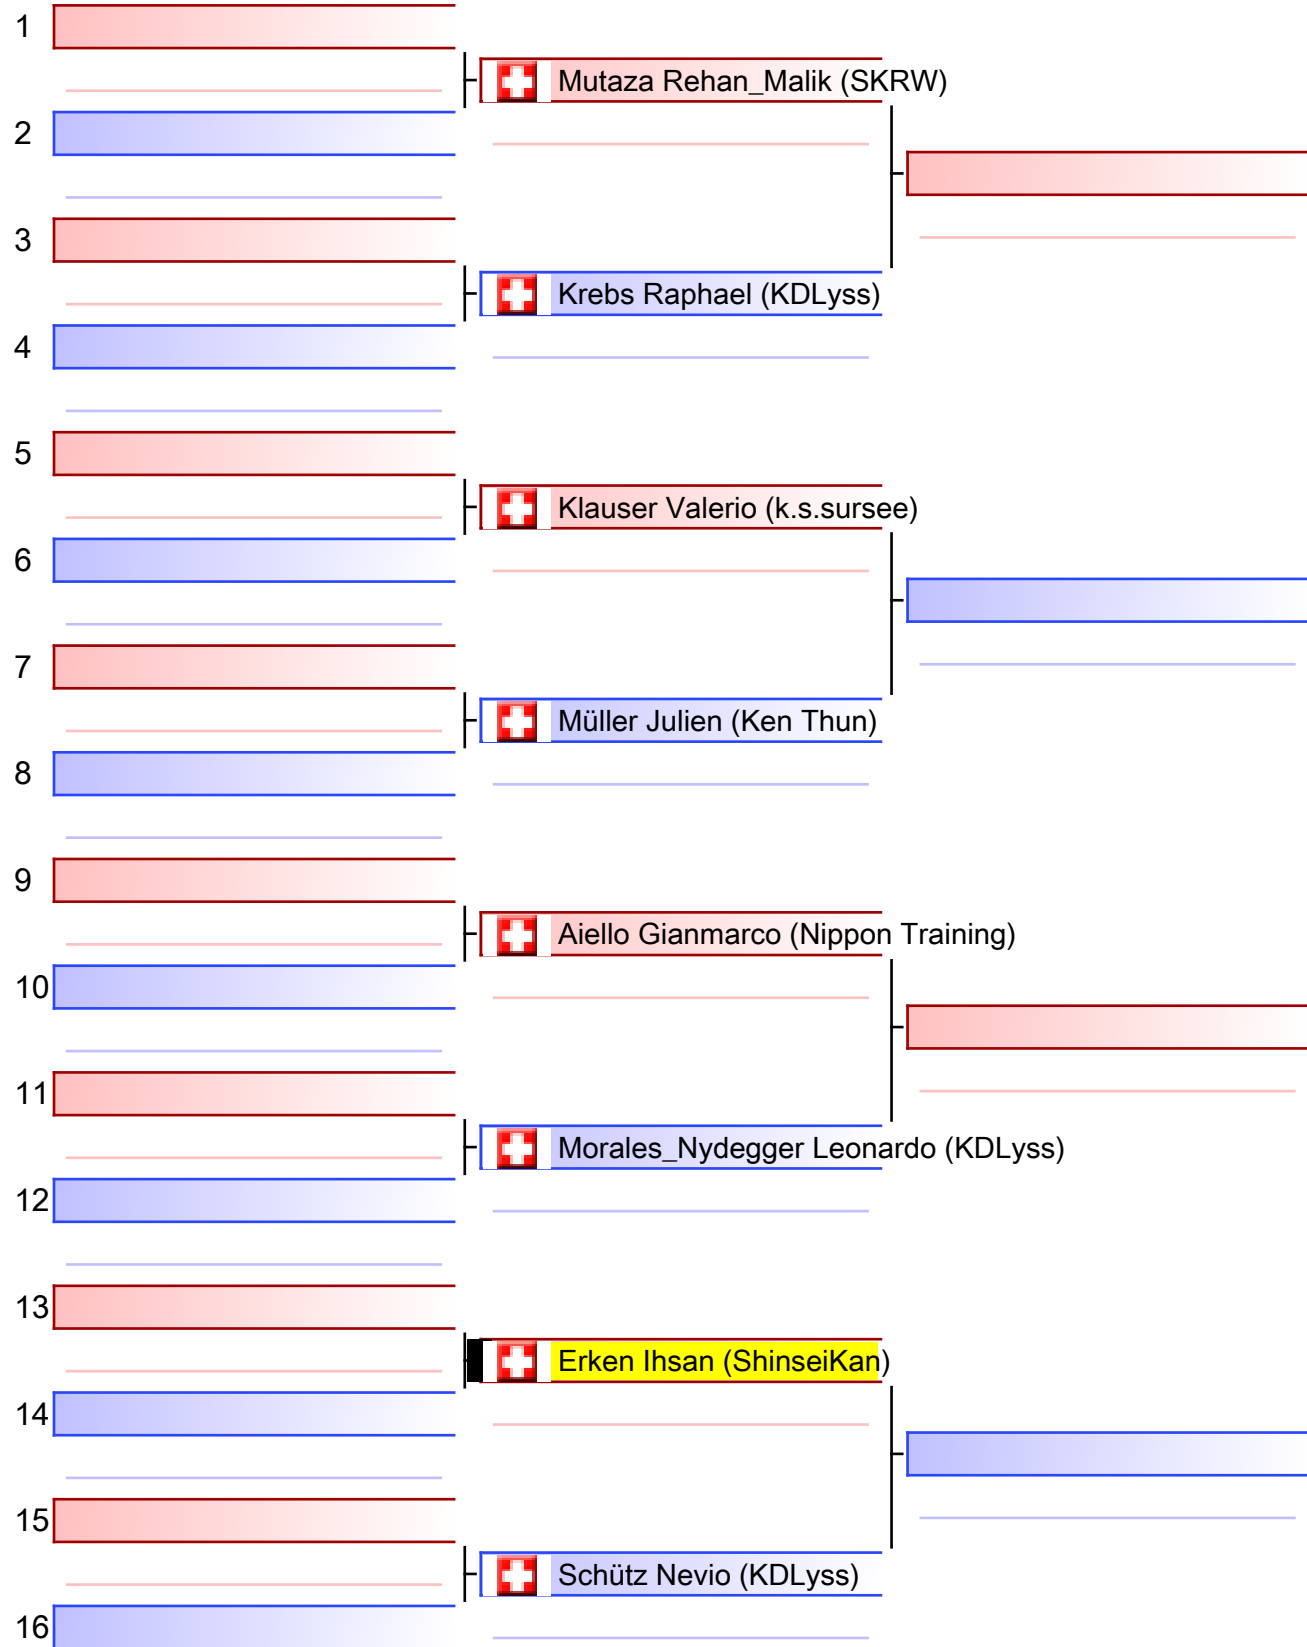 1
Mutaza Rehan_Malik (SKRW)
2
3
Krebs Raphael (KDLyss)
4
5
Klauser Valerio (k.s.sursee)
6
7
Müller Julien (Ken Thun)
8
9
Aiello Gianmarco (Nippon Training)
10
11
Morales_Nydegger Leonardo (KDLyss)
12
13
Erken Ihsan (ShinseiKan)
14
15
Schütz Nevio (KDLyss)
16